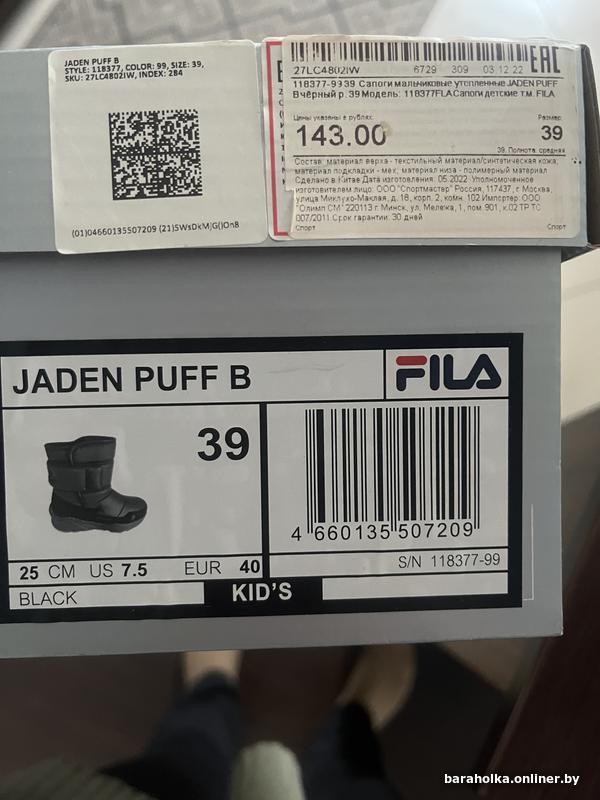 JADEN PUFF B
STYLE: 118377, COLOR: 99, SIZE: 39,
SKU: 27LC4802IW, INDEX: 284
(01)04660135507209 (21)5WsDkMjG()On8
27LC4802IW 6729 309 03.12.22 EAC
118377-99 39 Сапоги мальчиковые утепленные JADEN PUFF
B чёрный р. 39 Модель: 118377FLA Сапоги детские т.м. FILA
Цены указаны в рублях: Размер:
143.00 39
39. Полнота: средняя
Состав: материал верха - текстильный материал/синтетическая кожа,
материал подкладки - мех, материал низа - полимерный материал
Сделано в Китае Дата изготовления: 05.2022 Уполномоченное
изготовителем лицо: ООО "Спортмастер" Россия, 117437, г. Москва,
улица Миклухо-Маклая, д.18, корп. 2, комн. 102 Импортер: ООО
"Олимп СМ" 220113 г. Минск, ул. Мележа, 1, пом. 901, к.02 ТР ТС
007/2011 Срок гарантии: 30 дней
Спорт Спорт
JADEN PUFF B FILA
39
4 660135 507209
25 CM US 7.5 EUR 40
S/N 118377-99
BLACK KID'S
baraholka.onliner.by